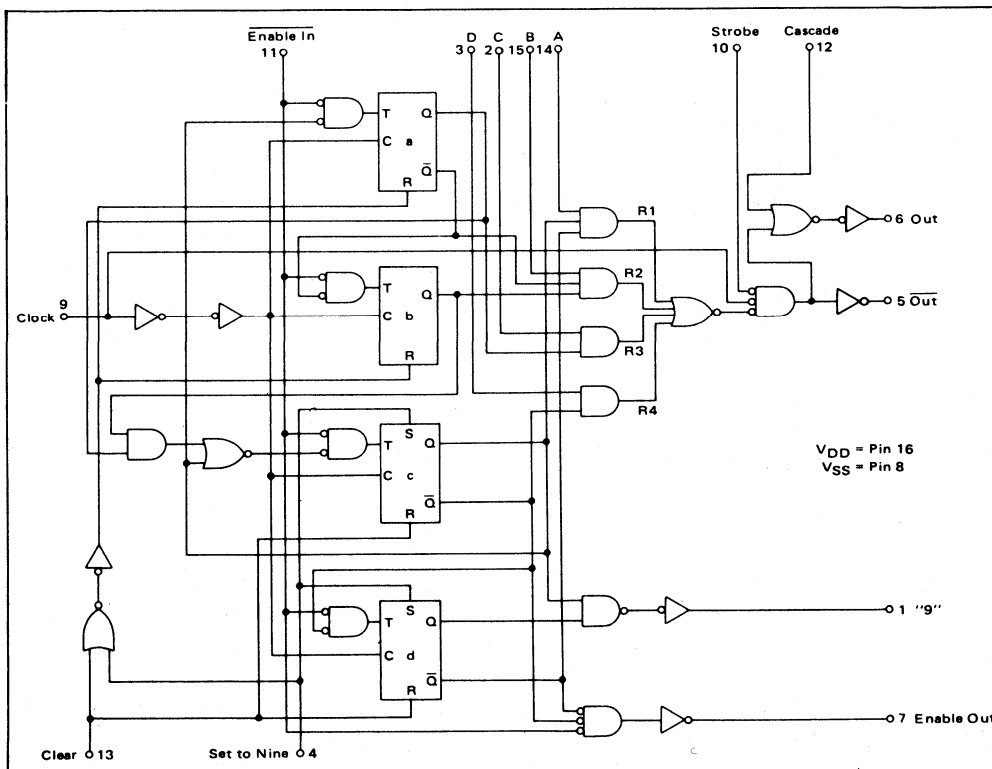 Enable In
11
D C B A
3 2 15 14
Strobe
10
Cascade
12
T Q
C a
Q̅
R
R1
6 Out
T Q
C b
R
R2
9
Clock
5 O̅u̅t̅
R3
R4
S
T Q
C c
Q̅
R
VDD = Pin 16
VSS = Pin 8
S
T Q
C d
Q̅
R
1 "9"
7 Enable Out
Clear 13
Set to Nine 4